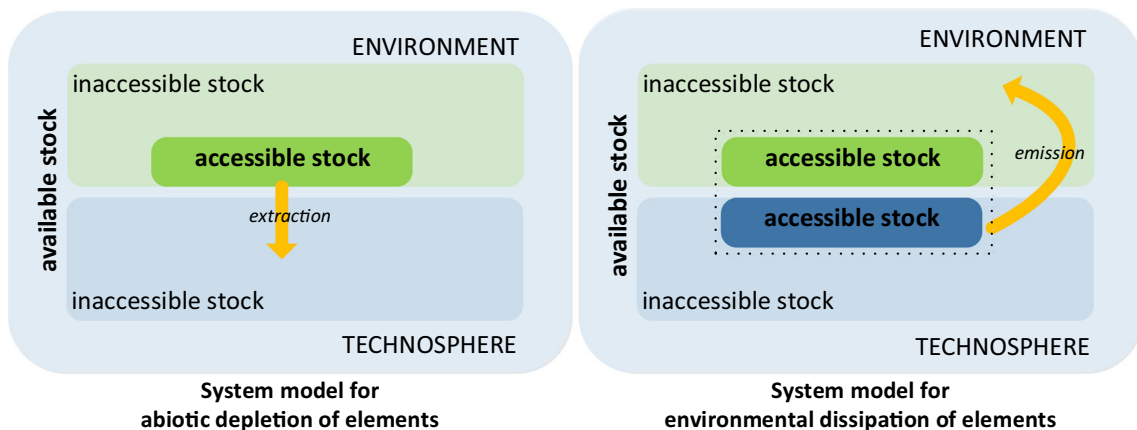 ENVIRONMENT
inaccessible stock
accessible stock
extraction
available stock
inaccessible stock
TECHNOSPHERE
System model for
abiotic depletion of elements
ENVIRONMENT
inaccessible stock
accessible stock
emission
accessible stock
available stock
inaccessible stock
TECHNOSPHERE
System model for
environmental dissipation of elements